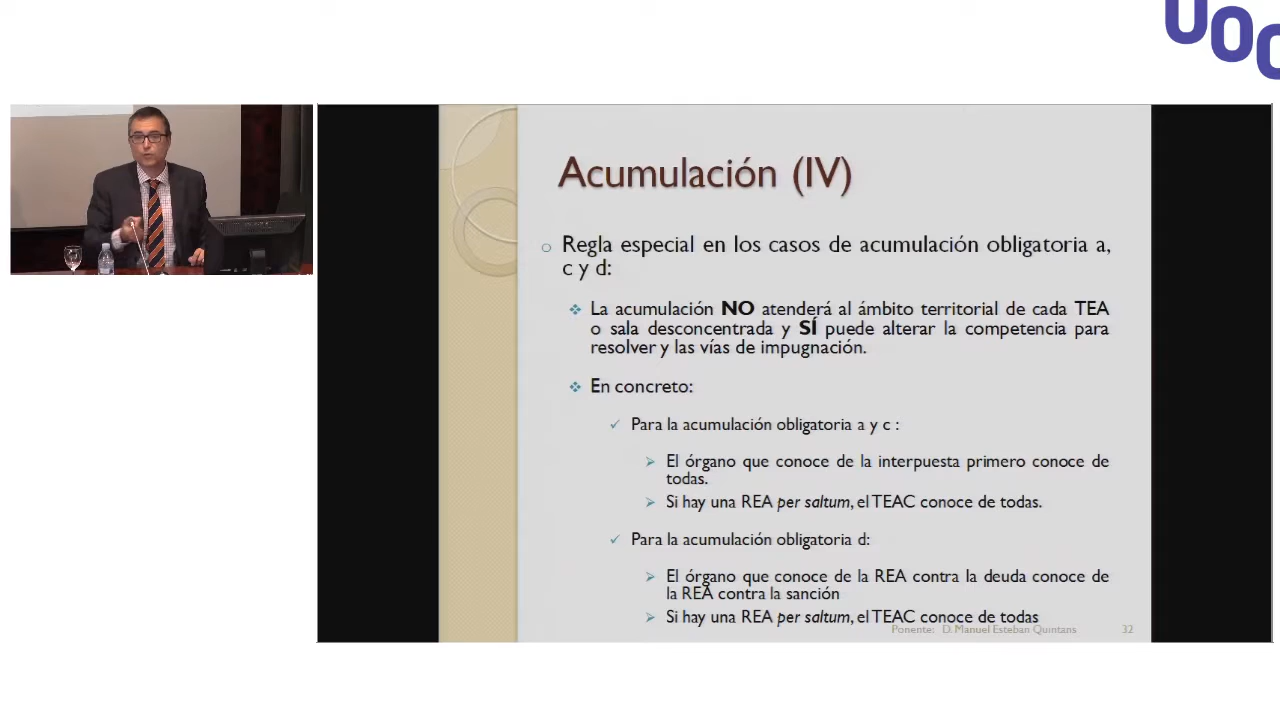 UOC
Acumulación (IV)
Regla especial en los casos de acumulación obligatoria a,
c y d:
La acumulación NO atenderá al ámbito territorial de cada TEA
o sala desconcentrada y SÍ puede alterar la competencia para
resolver y las vías de impugnación.
En concreto:
Para la acumulación obligatoria a y c :
El órgano que conoce de la interpuesta primero conoce de
todas.
Si hay una REA per saltum, el TEAC conoce de todas.
Para la acumulación obligatoria d:
El órgano que conoce de la REA contra la deuda conoce de
la REA contra la sanción
Si hay una REA per saltum, el TEAC conoce de todas
Ponente: D. Manuel Esteban Quintans 32